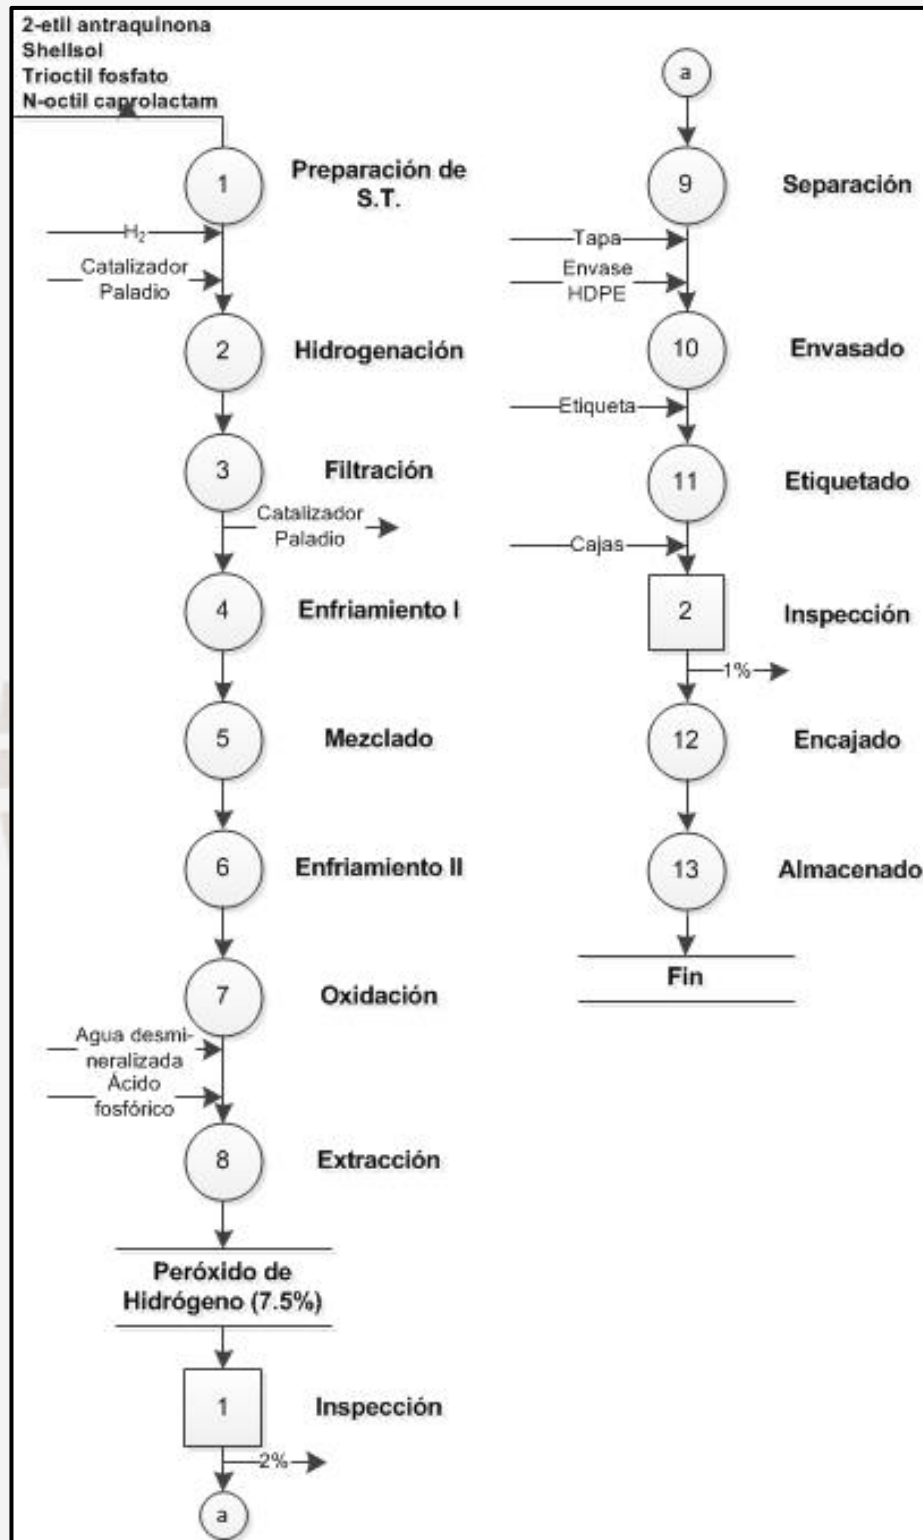 2-etil antraquinona
Shellsol
Trioctil fosfato
N-octil caprolactam
1
Preparación de
S.T.
H₂
Catalizador
Paladio
2
Hidrogenación
3
Filtración
Catalizador
Paladio
4
Enfriamiento I
5
Mezclado
6
Enfriamiento II
7
Oxidación
Agua desmi-
neralizada
Ácido
fosfórico
8
Extracción
Peróxido de
Hidrógeno (7.5%)
1
Inspección
2%
a
a
9
Separación
Tapa
Envase
HDPE
10
Envasado
Etiqueta
11
Etiquetado
Cajas
2
Inspección
1%
12
Encajado
13
Almacenado
Fin